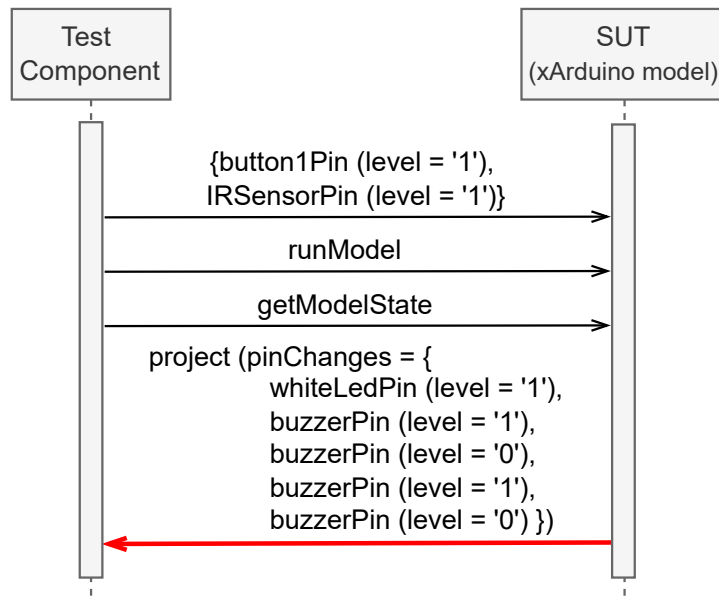 Test
Component
SUT
(xArduino model)
{button1Pin (level = '1'),
IRSensorPin (level = '1')}
runModel
getModelState
project (pinChanges = {
whiteLedPin (level = '1'),
buzzerPin (level = '1'),
buzzerPin (level = '0'),
buzzerPin (level = '1'),
buzzerPin (level = '0') })